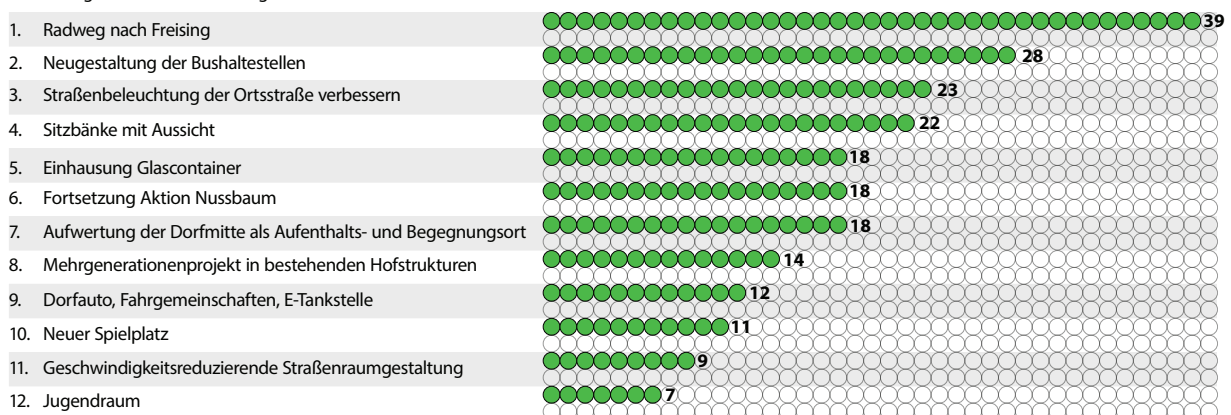 1. Radweg nach Freising 39
2. Neugestaltung der Bushaltestellen 28
3. Straßenbeleuchtung der Ortsstraße verbessern 23
4. Sitzbänke mit Aussicht 22
5. Einhausung Glascontainer 18
6. Fortsetzung Aktion Nussbaum 18
7. Aufwertung der Dorfmitte als Aufenthalts- und Begegnungsort 18
8. Mehrgenerationenprojekt in bestehenden Hofstrukturen 14
9. Dorfauto, Fahrgemeinschaften, E-Tankstelle 12
10. Neuer Spielplatz 11
11. Geschwindigkeitsreduzierende Straßenraumgestaltung 9
12. Jugendraum 7